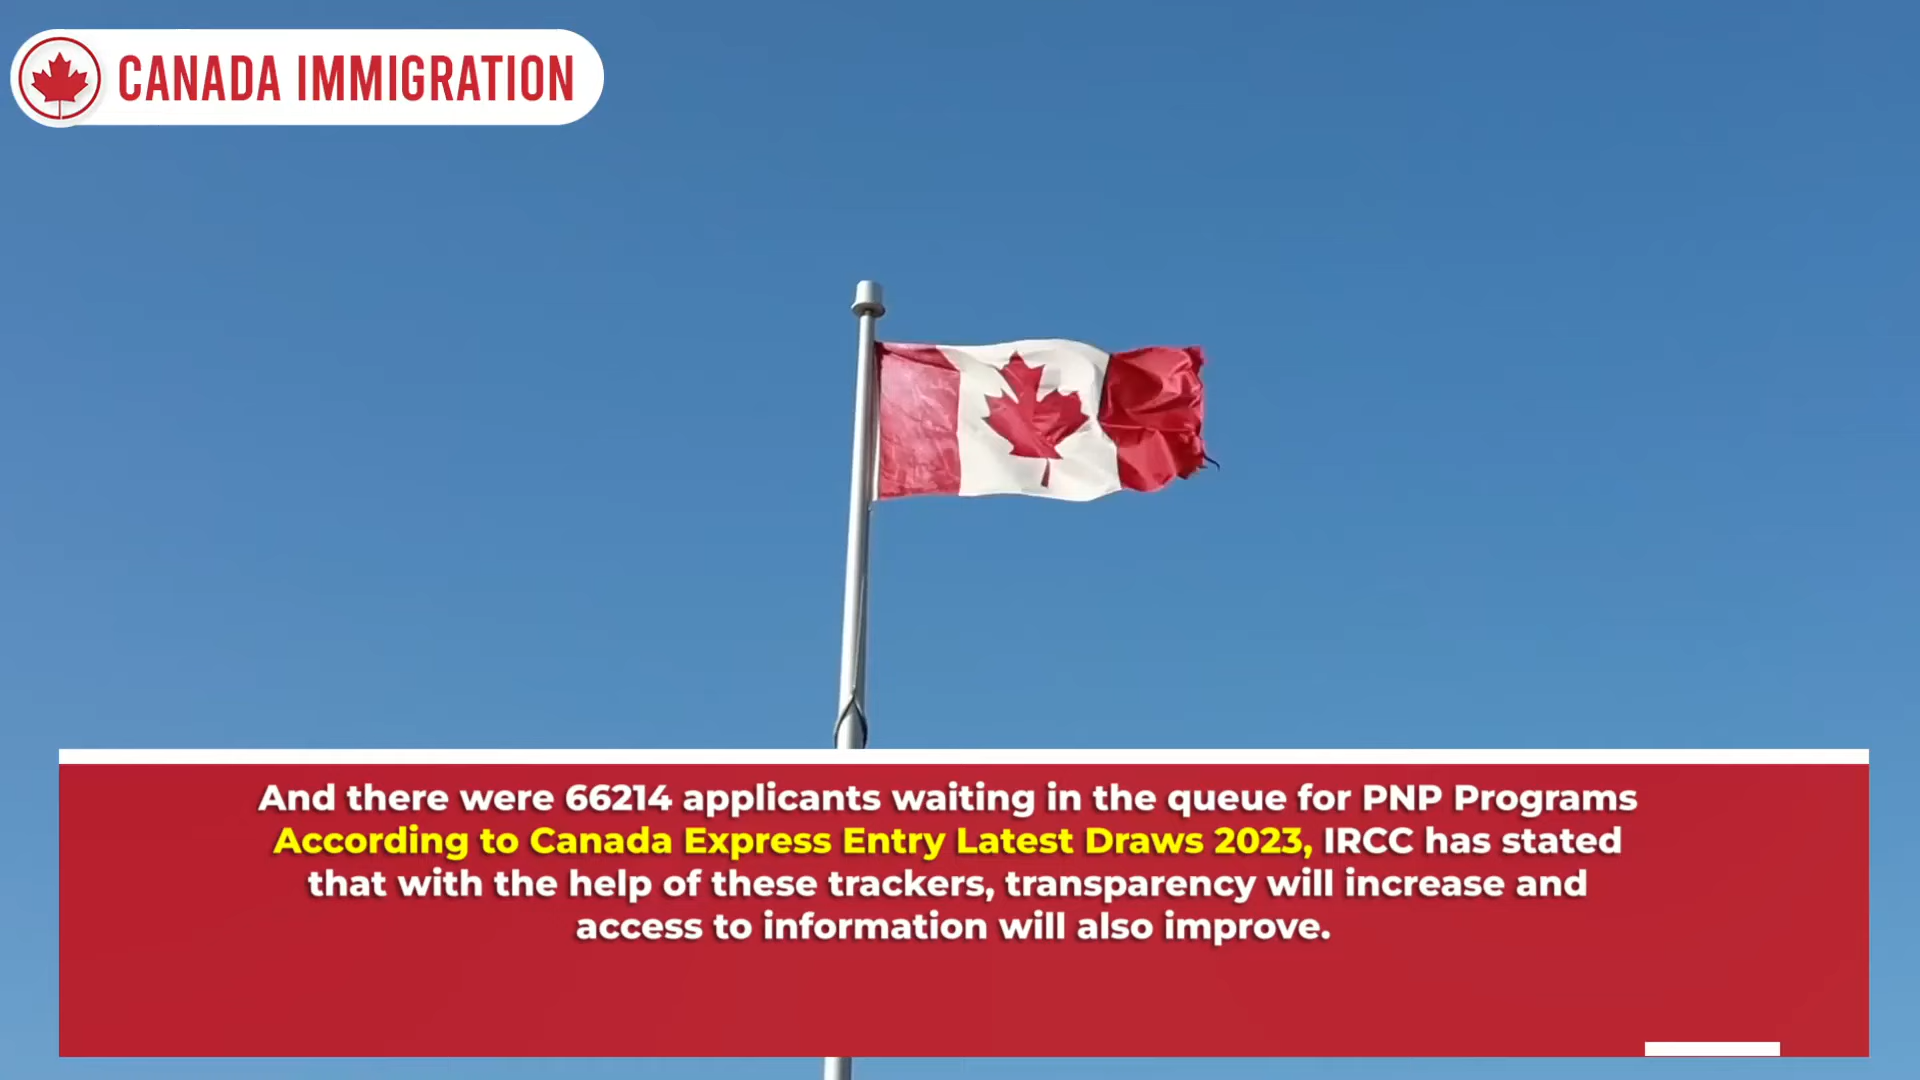 CANADA IMMIGRATION
And there were 66214 applicants waiting in the queue for PNP Programs
According to Canada Express Entry Latest Draws 2023, IRCC has stated
that with the help of these trackers, transparency will increase and
access to information will also improve.